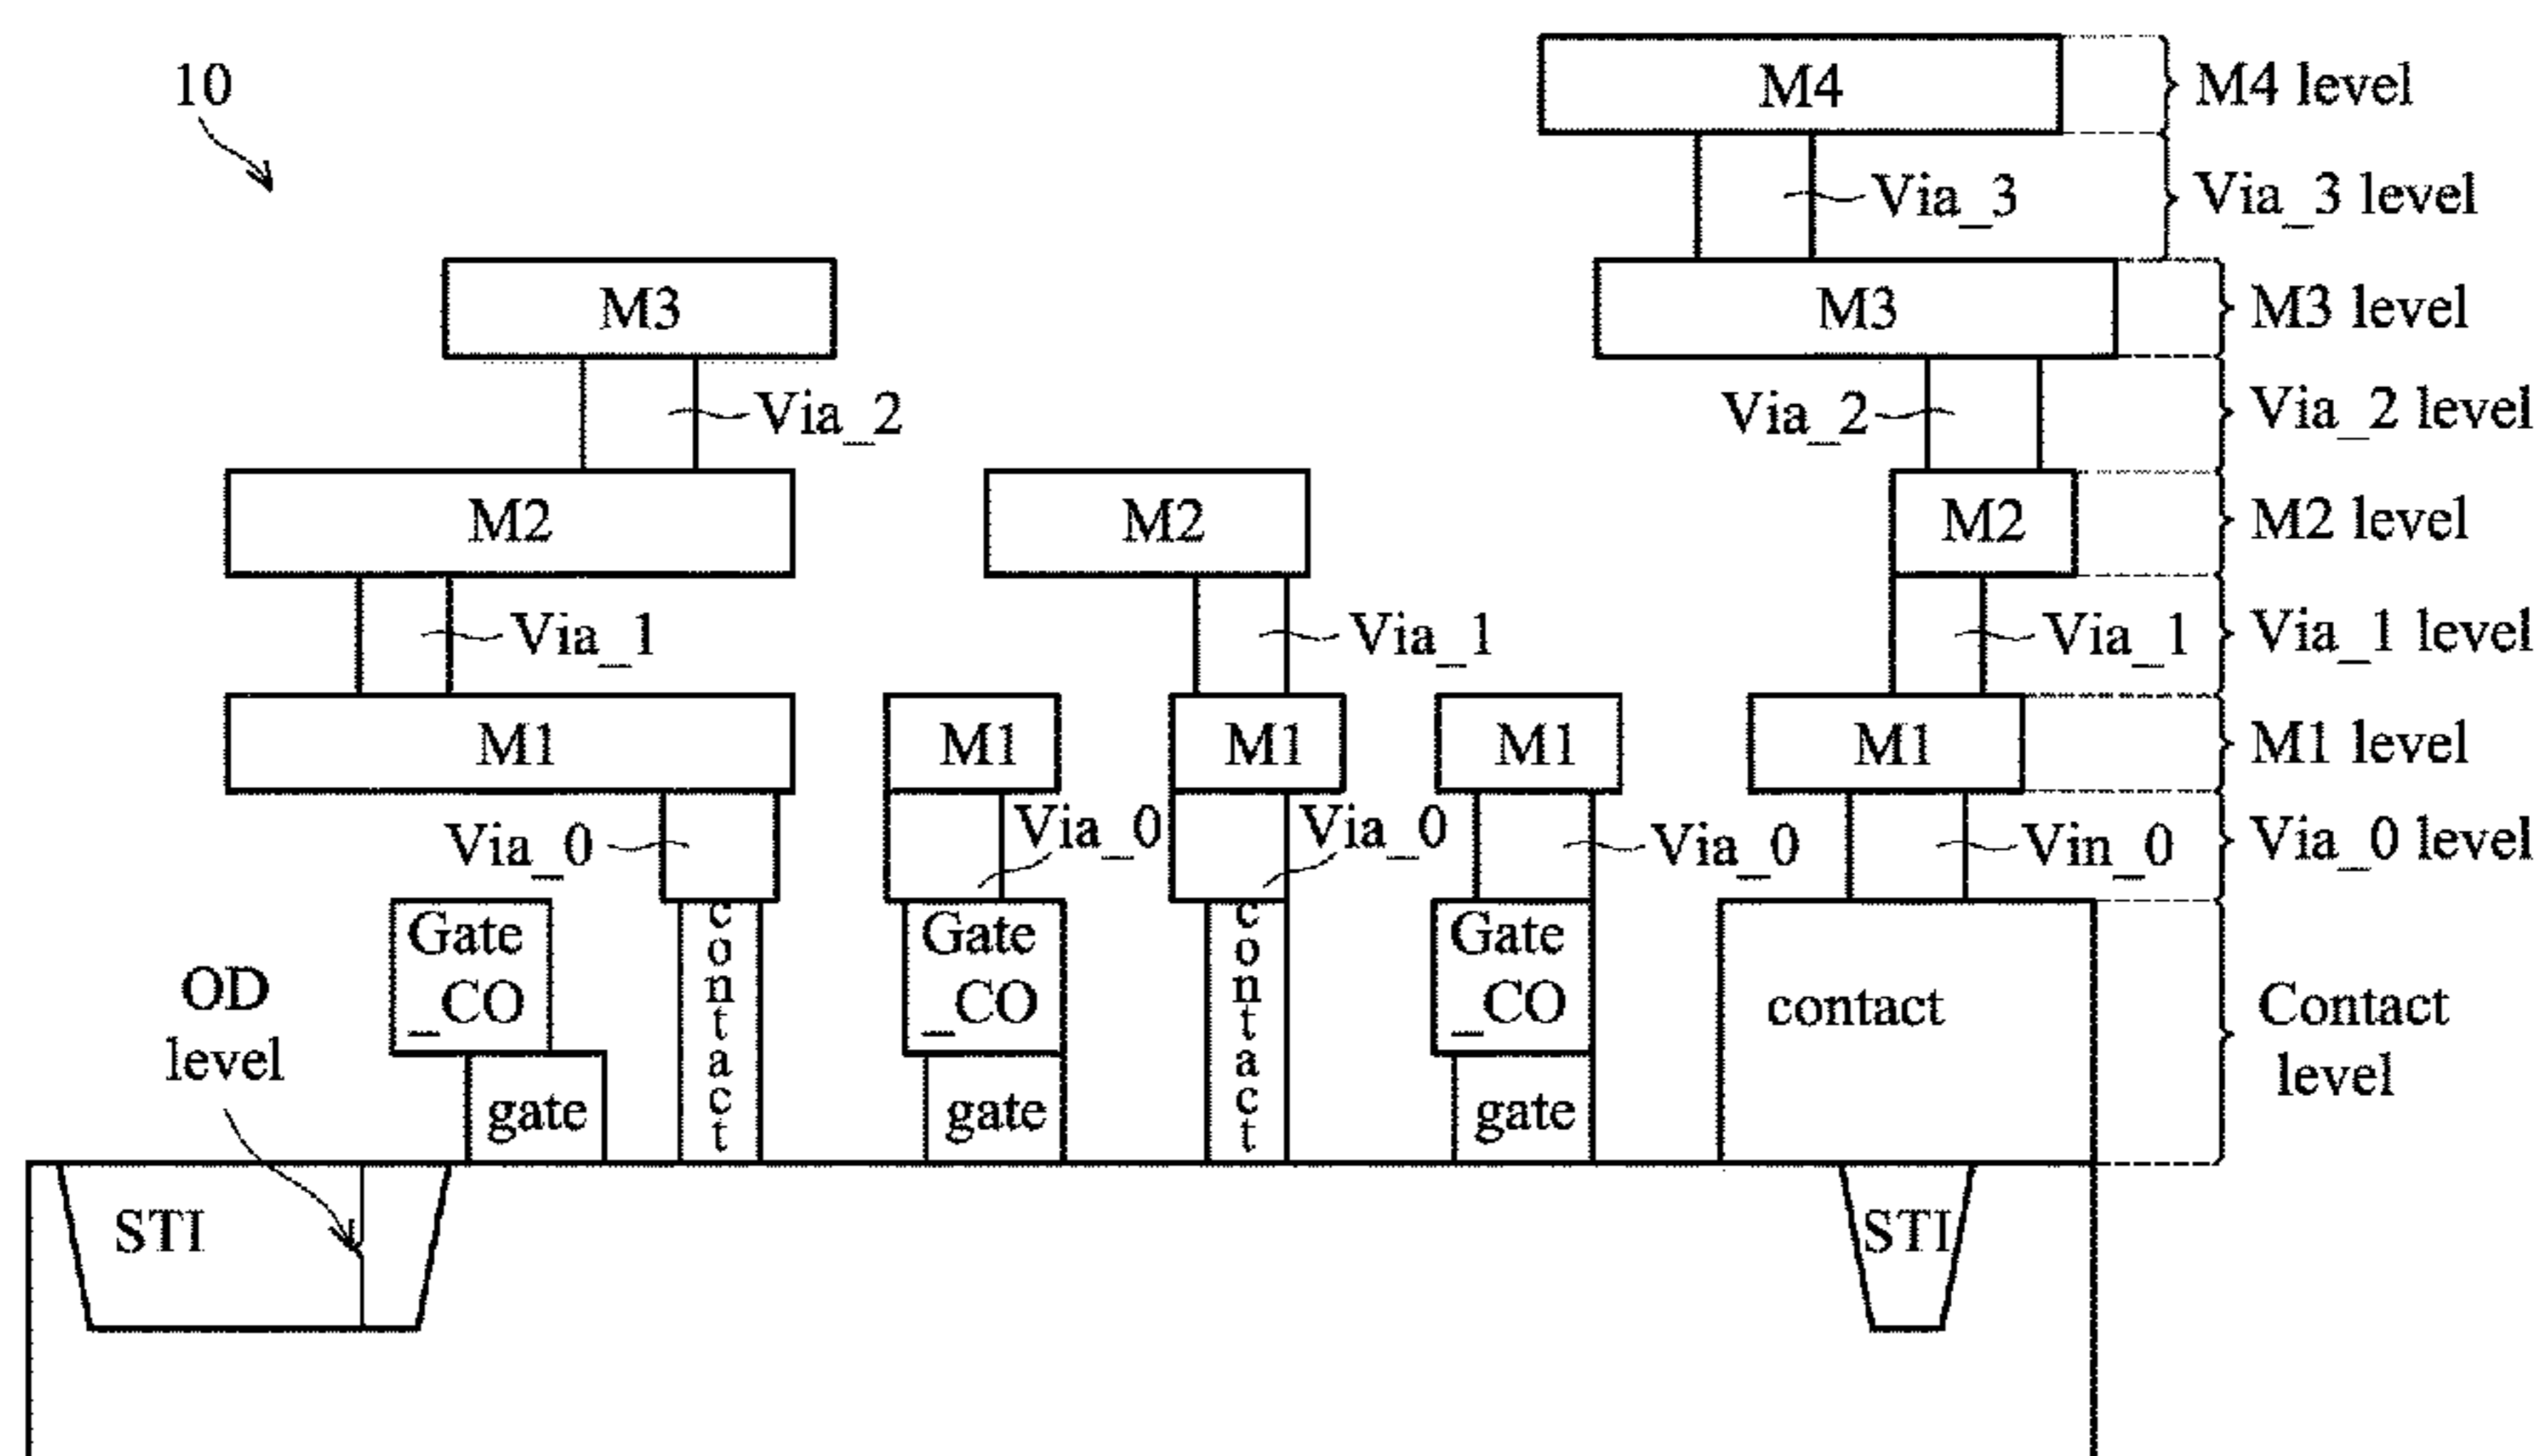 10
M4
M4 level
Via_3
Via_3 level
M3
M3
M3 level
Via_2
Via_2
Via_2 level
M2
M2
M2
M2 level
Via_1
Via_1
Via_1
Via_1 level
M1
M1
M1
M1
M1
M1 level
Via_0
Via_0
Via_0
Via_0
Vin_0
Via_0 level
Gate
_CO
contact
Gate
_CO
contact
Gate
_CO
contact
Contact
level
OD
level
gate
gate
gate
STI
STI